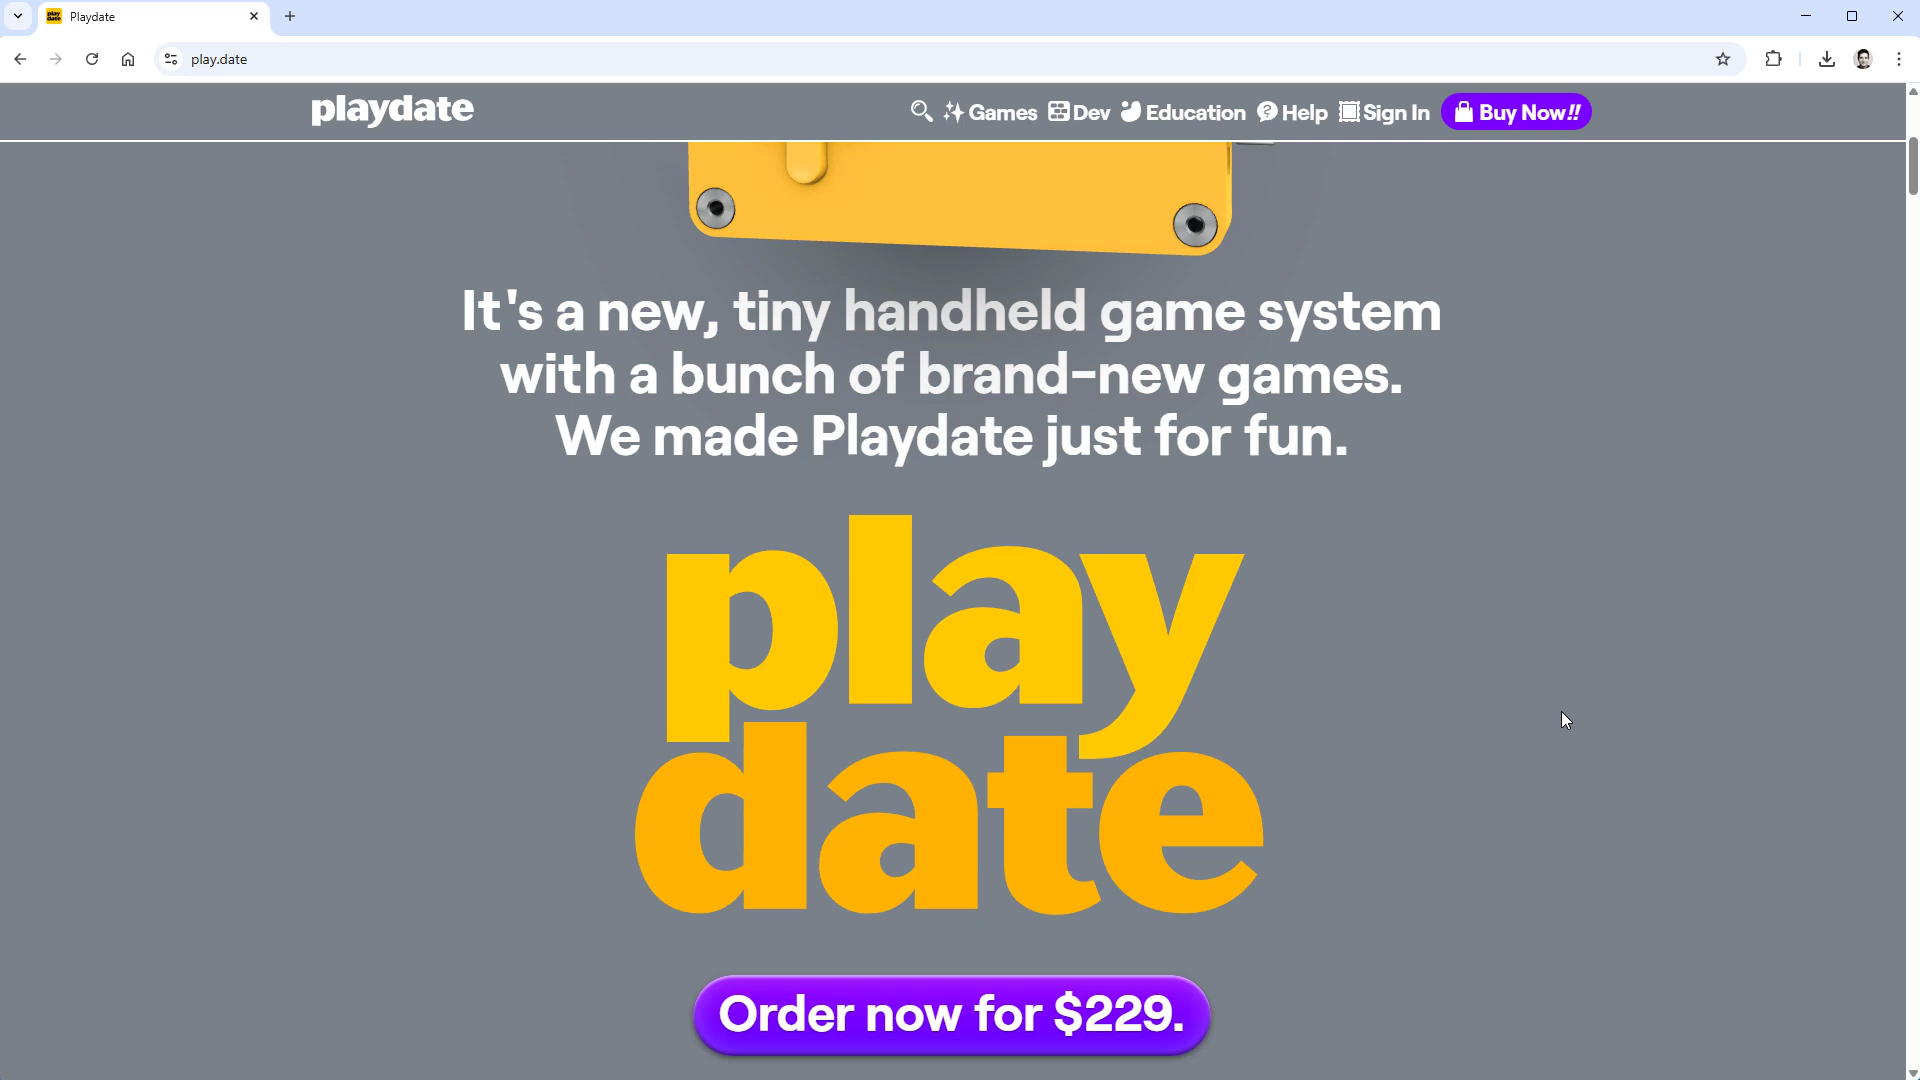 Playdate
play.date
playdate
Games Dev Education Help Sign In Buy Now!!
It's a new, tiny handheld game system
with a bunch of brand-new games.
We made Playdate just for fun.
play
date
Order now for $229.